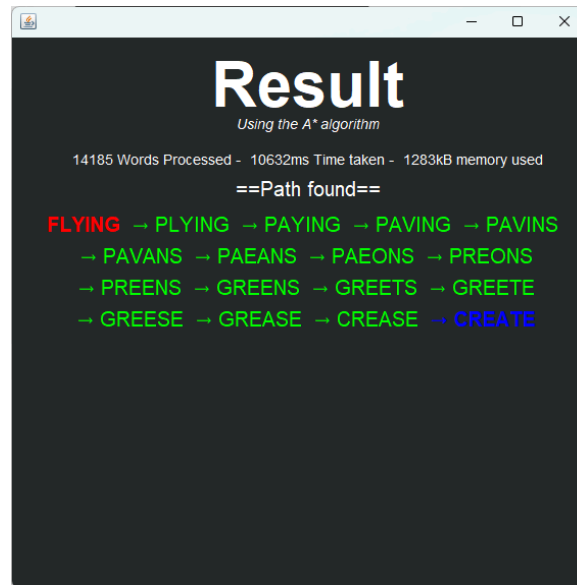 Result
Using the A* algorithm
14185 Words Processed - 10632ms Time taken - 1283kB memory used
==Path found==
FLYING → PLYING → PAYING → PAVING → PAVINS
→ PAVANS → PAEANS → PAEONS → PREONS
→ PREENS → GREENS → GREETS → GREETE
→ GREESE → GREASE → CREASE → CREATE